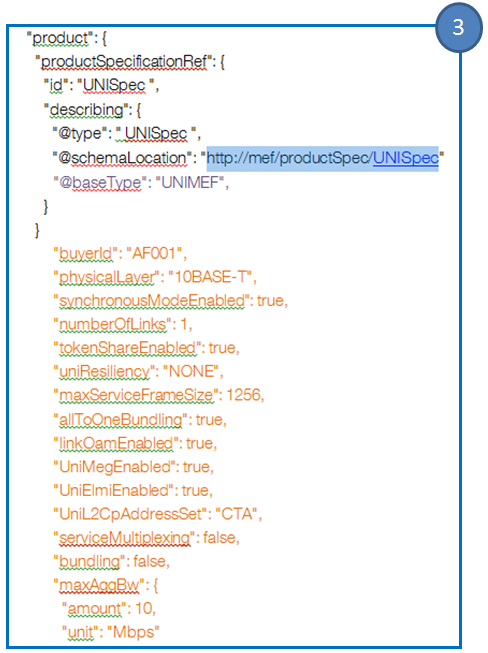 3
"product": {
"productSpecificationRef": {
"id": "UNISpec ",
"describing": {
"@type": " UNISpec ",
"@schemaLocation": "http://mef/productSpec/UNISpec"
"@baseType": "UNIMEF",
}
}
"buyerId": "AF001",
"physicalLayer": "10BASE-T",
"synchronousModeEnabled": true,
"numberOfLinks": 1,
"tokenShareEnabled": true,
"uniResiliency": "NONE",
"maxServiceFrameSize": 1256,
"allToOneBundling": true,
"linkOamEnabled": true,
"UniMegEnabled": true,
"UniElmiEnabled": true,
"UniL2CpAddressSet": "CTA",
"serviceMultiplexing": false,
"bundling": false,
"maxAggBw": {
"amount": 10,
"unit": "Mbps"